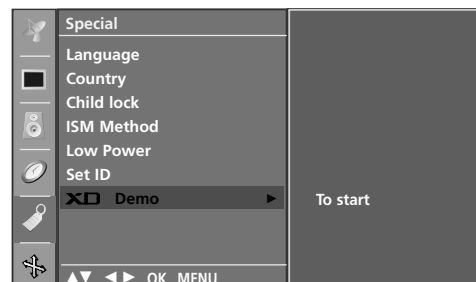 Special
Language
Country
Child lock
ISM Method
Low Power
Set ID
XD Demo ► To start
▲▼ ◄► OK MENU